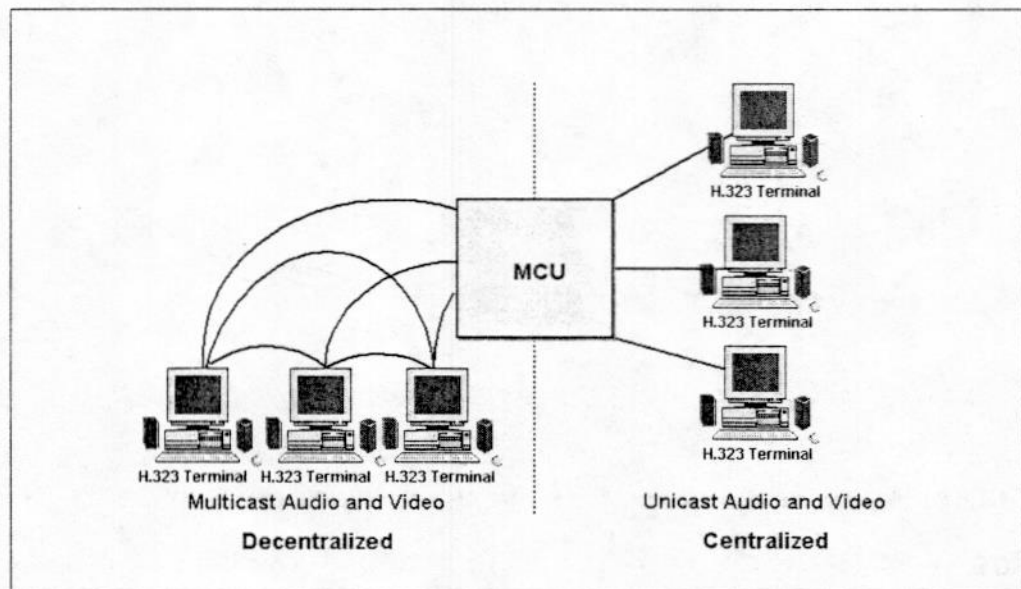 H.323 Terminal
MCU
H.323 Terminal
H.323 Terminal
H.323 Terminal H.323 Terminal H.323 Terminal
Multicast Audio and Video
Unicast Audio and Video
Decentralized
Centralized